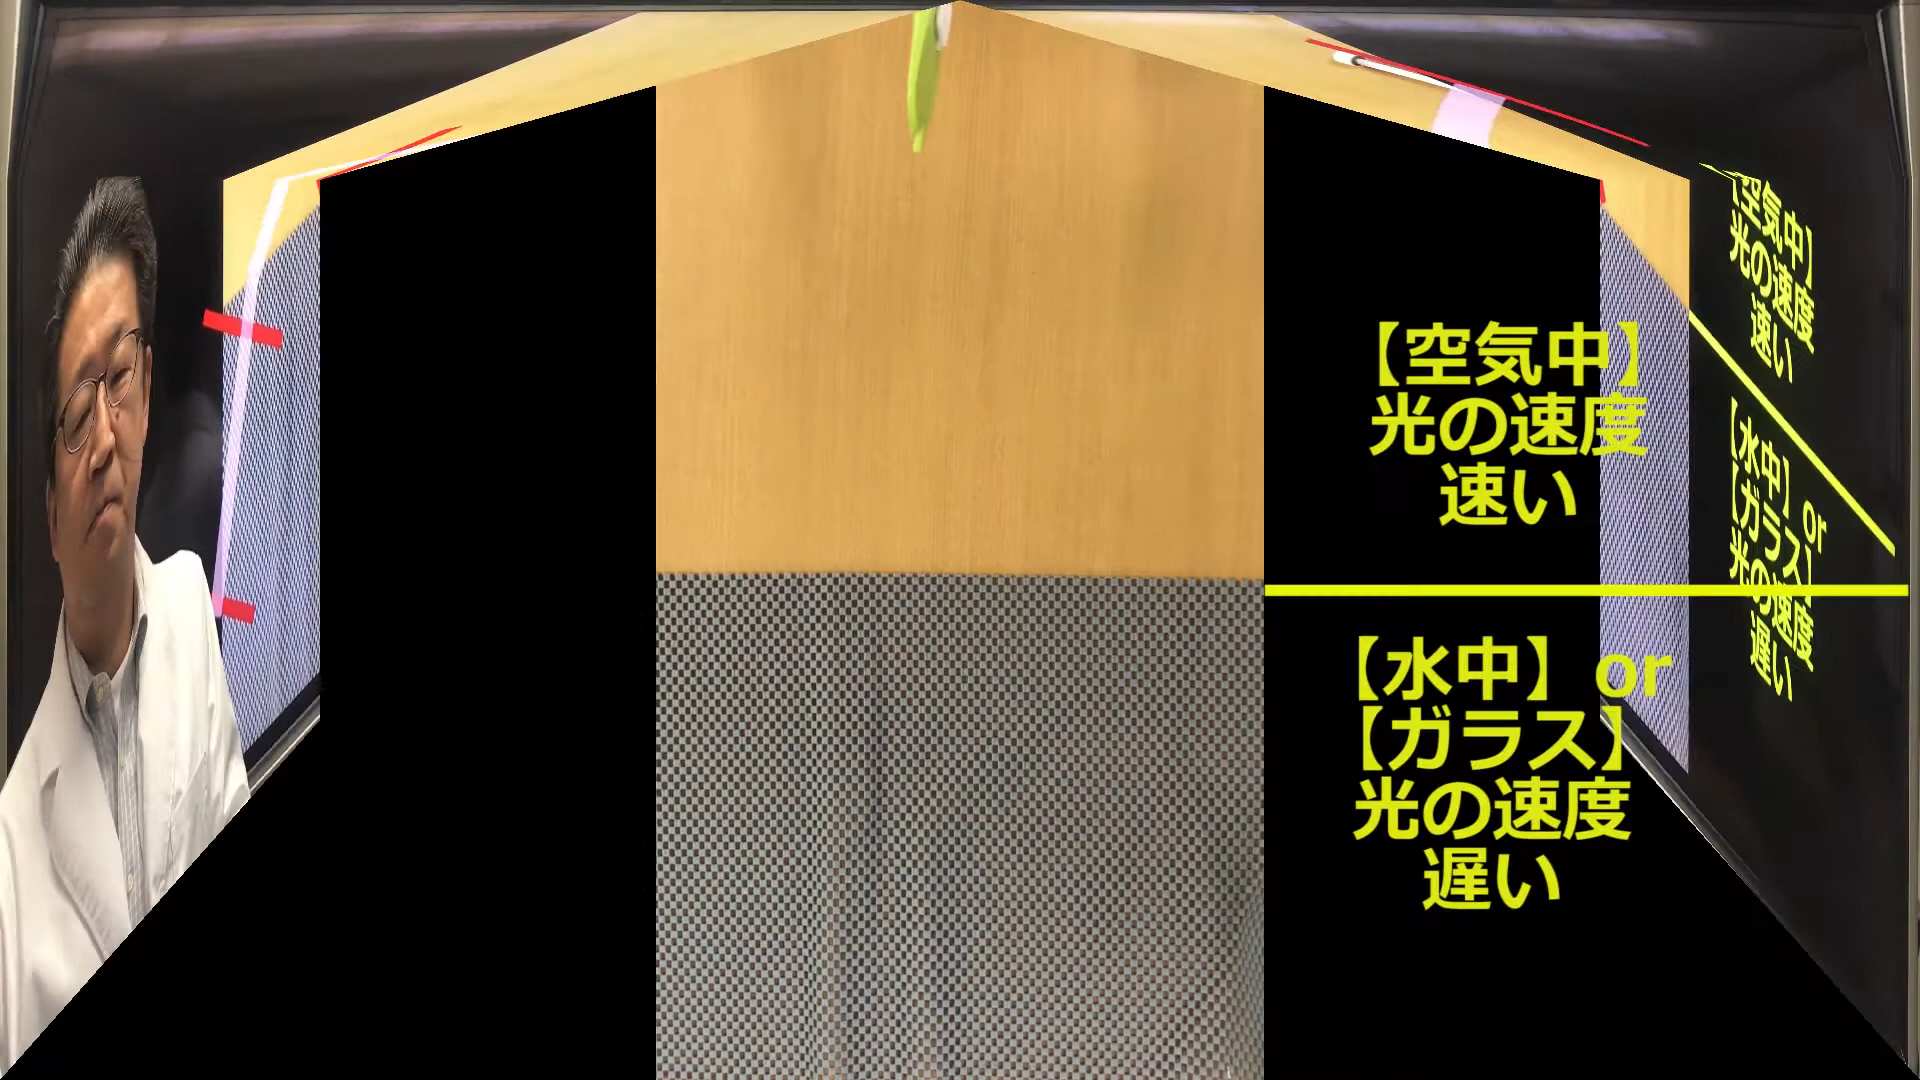 【空気中】
光の速度
速い
【水中】 or
【ガラス】
光の速度
遅い
【空気中】
光の速度
速い
【水中】 or
【ガラス】
光の速度
遅い